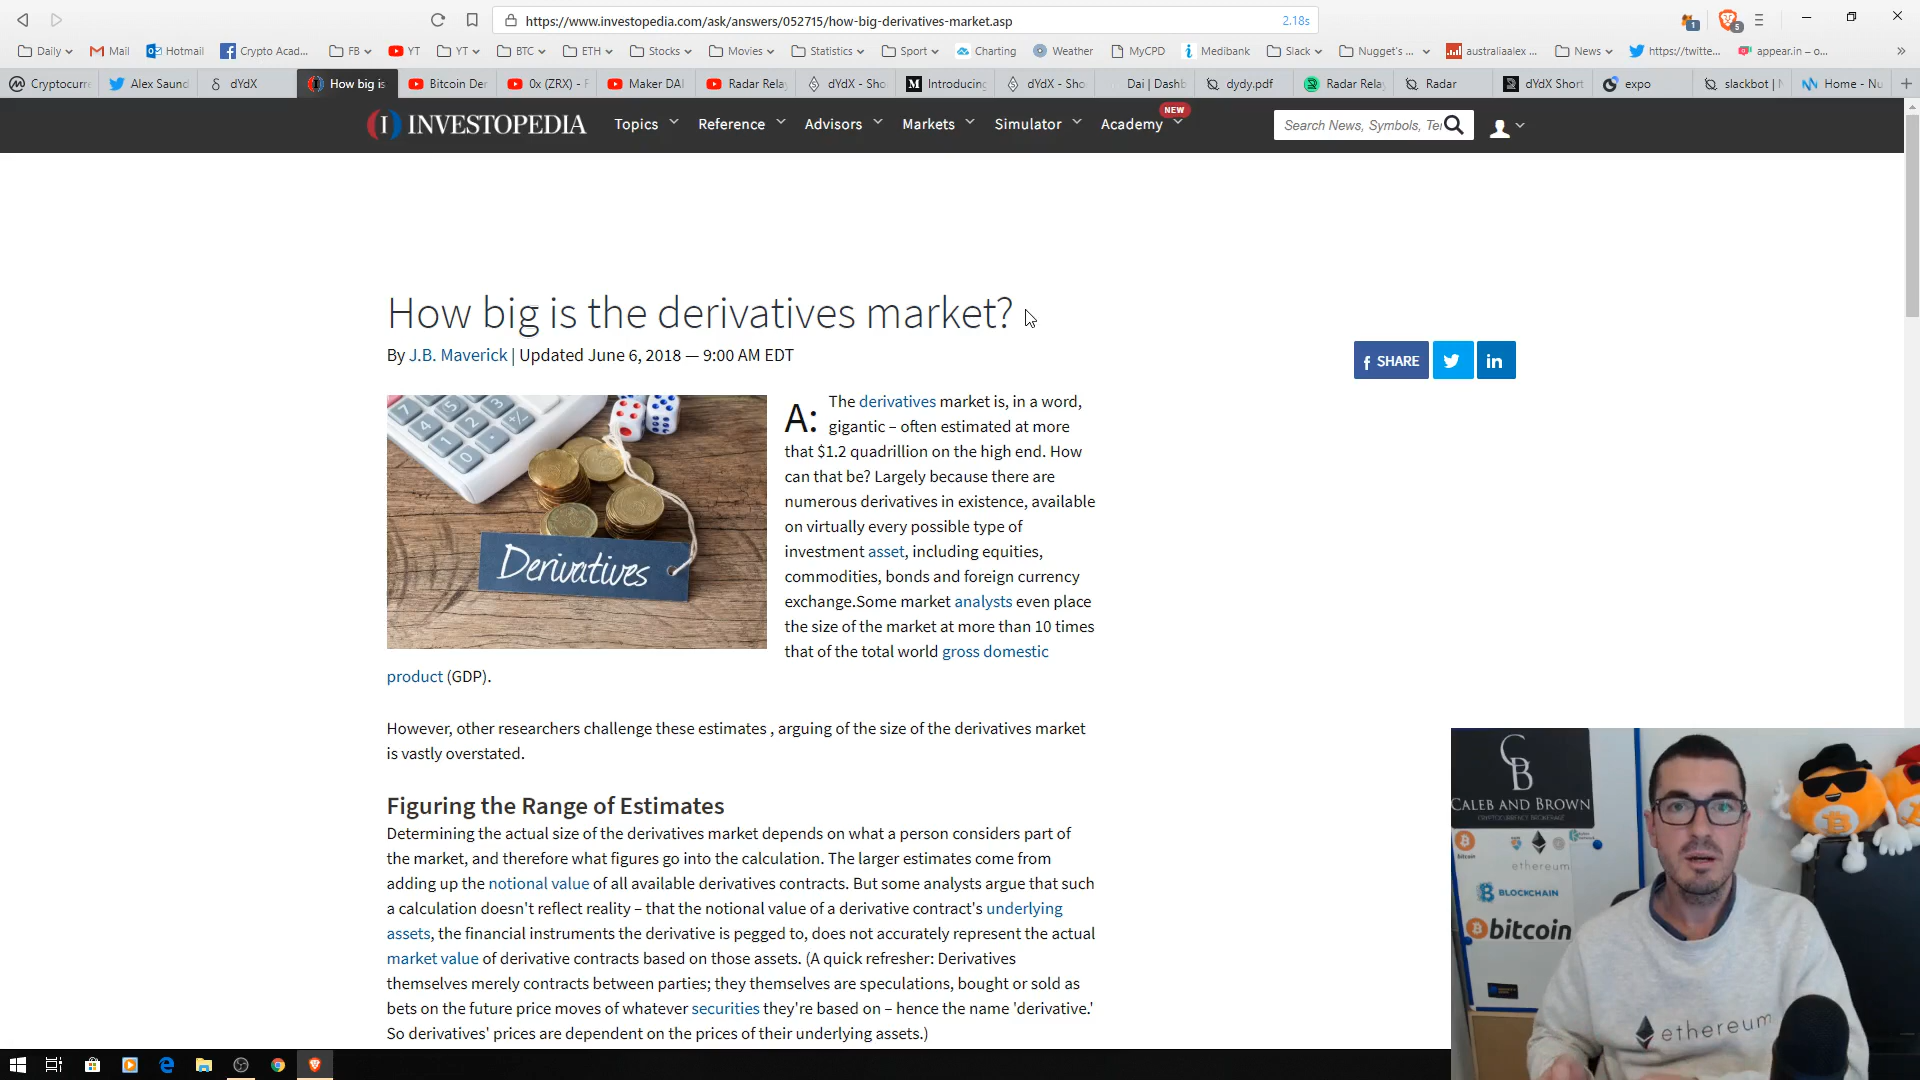 https://www.investopedia.com/ask/answers/052715/how-big-derivatives-market.asp
2.18s
1
5
Daily
Mail
Hotmail
Crypto Acad...
FB
YT
YT
BTC
ETH
Stocks
Movies
Statistics
Sport
Charting
Weather
MyCPD
Medibank
Slack
Nugget's ...
australiaalex ...
News
https://twitte...
appear.in – o...
Cryptocurr
Alex Saund
dYdX
How big is
Bitcoin De
0x (ZRX) - F
Maker DAI
Radar Rela
dYdX - Sho
Introducing
dYdX - Sho
Dai | Dashb
dydy.pdf
Radar Rela
Radar
dYdX Short
expo
slackbot | N
Home - Nu
INVESTOPEDIA
Topics
Reference
Advisors
Markets
Simulator
Academy
NEW
Search News, Symbols, Te
How big is the derivatives market?
By J.B. Maverick | Updated June 6, 2018 — 9:00 AM EDT
SHARE
Derivatives
A: The derivatives market is, in a word,
gigantic – often estimated at more
that $1.2 quadrillion on the high end. How
can that be? Largely because there are
numerous derivatives in existence, available
on virtually every possible type of
investment asset, including equities,
commodities, bonds and foreign currency
exchange.Some market analysts even place
the size of the market at more than 10 times
that of the total world gross domestic
product (GDP).
However, other researchers challenge these estimates , arguing of the size of the derivatives market
is vastly overstated.
Figuring the Range of Estimates
Determining the actual size of the derivatives market depends on what a person considers part of
the market, and therefore what figures go into the calculation. The larger estimates come from
adding up the notional value of all available derivatives contracts. But some analysts argue that such
a calculation doesn't reflect reality – that the notional value of a derivative contract's underlying
assets, the financial instruments the derivative is pegged to, does not accurately represent the actual
market value of derivative contracts based on those assets. (A quick refresher: Derivatives
themselves merely contracts between parties; they themselves are speculations, bought or sold as
bets on the future price moves of whatever securities they're based on – hence the name 'derivative.'
So derivatives' prices are dependent on the prices of their underlying assets.)
CB
CALEB AND BROWN
CRYPTOCURRENCY BROKERAGE
bitcoin
ethereum
BLOCKCHAIN
bitcoin
ethereum